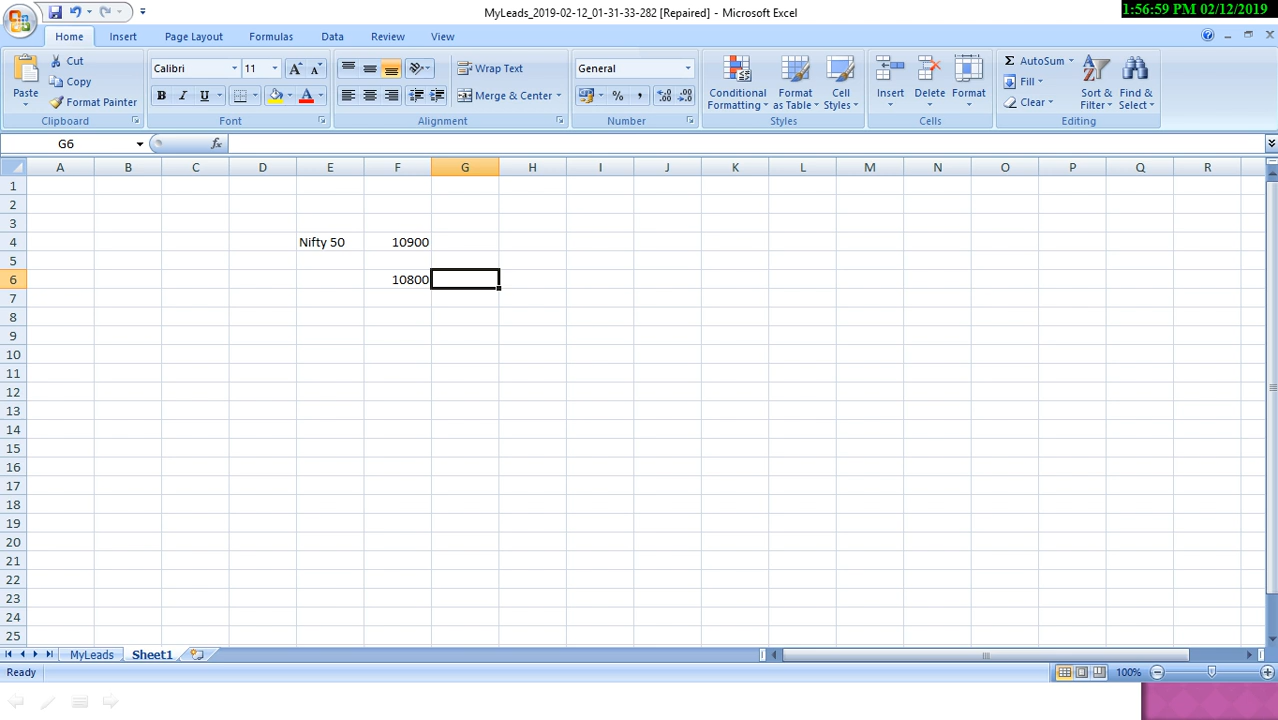 MyLeads_2019-02-12_01-31-33-282 [Repaired] - Microsoft Excel
1:56:59 PM 02/12/2019
Home Insert Page Layout Formulas Data Review View
Paste
Cut
Copy
Format Painter
Clipboard
Calibri 11
B I U A
Font
Wrap Text
Merge & Center
Alignment
General
% ,
Number
Conditional Formatting
Format as Table
Cell Styles
Styles
Insert
Delete
Format
Cells
Σ AutoSum
Fill
Clear
Sort & Filter
Find & Select
Editing
G6 fx
A B C D E F G H I J K L M N O P Q R
1
2
3
4 Nifty 50 10900
5
6 10800
7
8
9
10
11
12
13
14
15
16
17
18
19
20
21
22
23
24
25
MyLeads Sheet1
Ready 100%